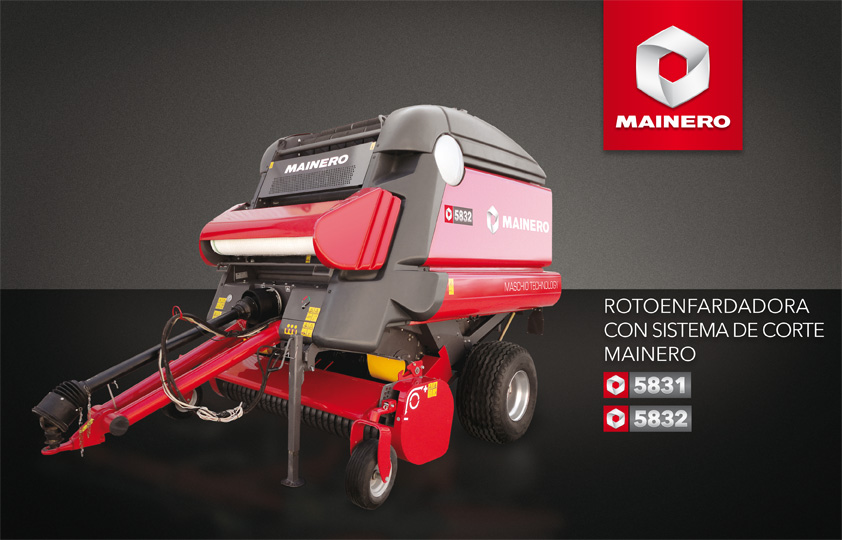 MAINERO
MAINERO
5832
MAINERO
MASCHIO TECHNOLOGY
ROTOENFARDADORA
CON SISTEMA DE CORTE
MAINERO
5831
5832